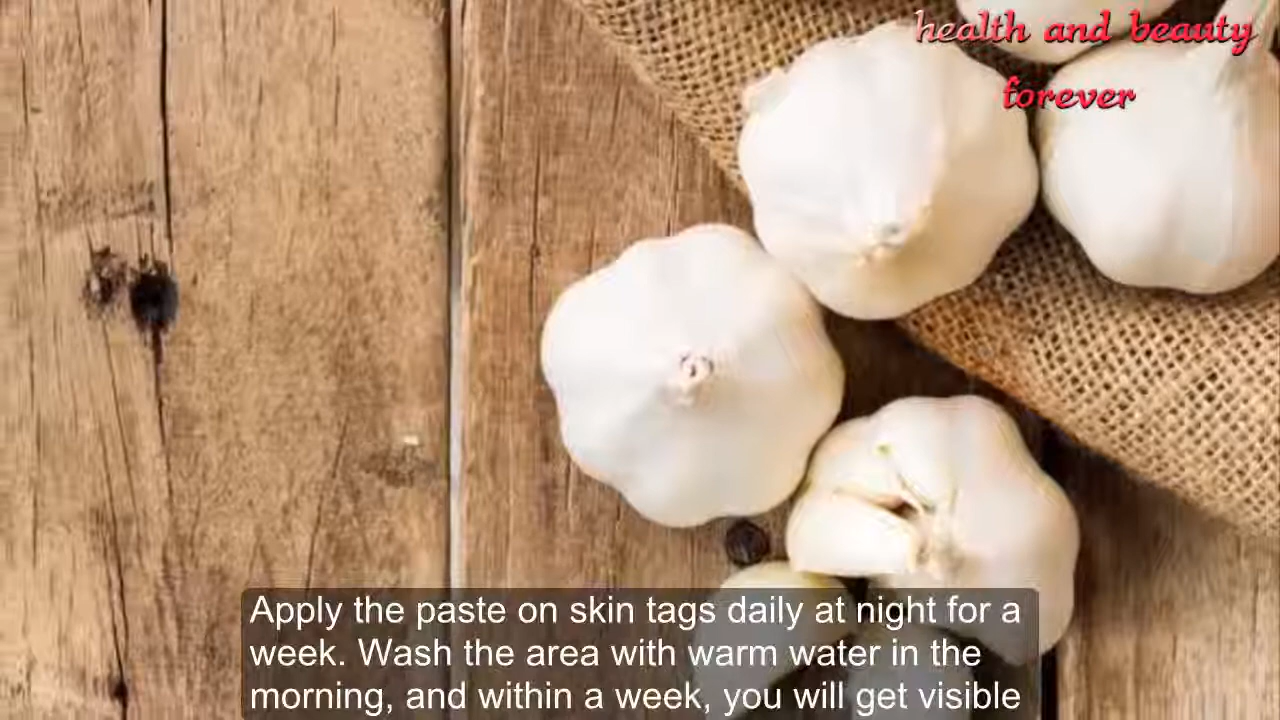 health and beauty
forever
Apply the paste on skin tags daily at night for a
week. Wash the area with warm water in the
morning, and within a week, you will get visible